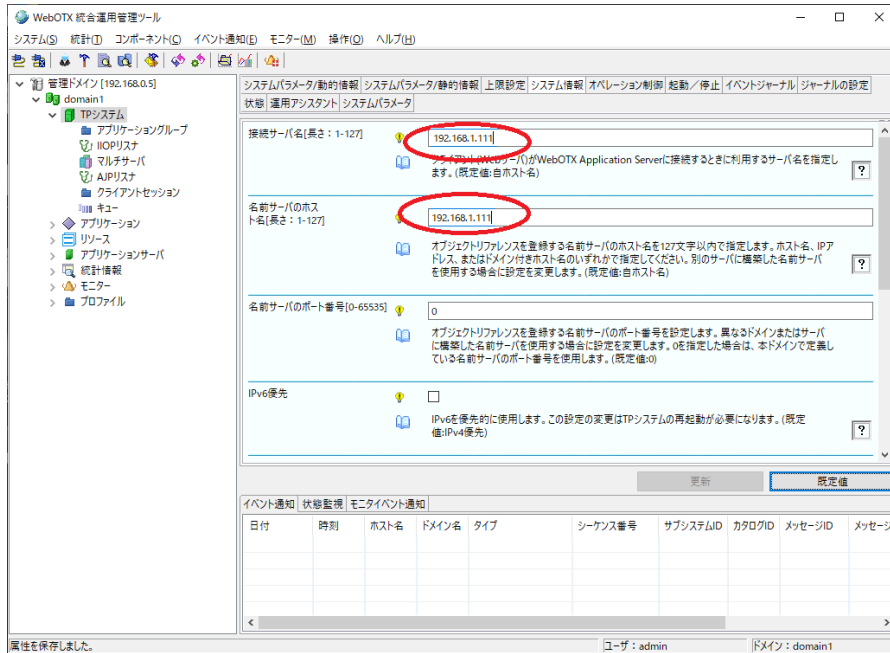 WebOTX 統合運用管理ツール
システム(S) 統計(T) コンポーネント(C) イベント通知(E) モニター(M) 操作(O) ヘルプ(H)
管理ドメイン [192.168.0.5]
domain1
TPシステム
アプリケーショングループ
IIOPリスナ
マルチサーバ
AJPリスナ
クライアントセッション
キュー
アプリケーション
リソース
アプリケーションサーバ
統計情報
モニター
プロファイル
システムパラメータ/動的情報 システムパラメータ/静的情報 上限設定 システム情報 オペレーション制御 起動/停止 イベントジャーナル ジャーナルの設定
状態 運用アシスタント システムパラメータ
接続サーバ名[長さ:1-127]
192.168.1.111
クライアント(Webサーバ)がWebOTX Application Serverに接続するときに利用するサーバ名を指定し
ます。(既定値:自ホスト名)
?
名前サーバのホス
ト名[長さ:1-127]
192.168.1.111
オブジェクトリファレンスを登録する名前サーバのホスト名を127文字以内で指定します。ホスト名、IPア
ドレス、またはドメイン付きホスト名のいずれかで指定してください。別のサーバに構築した名前サーバ
を使用する場合に設定を変更します。(既定値:自ホスト名)
?
名前サーバのポート番号[0-65535]
0
オブジェクトリファレンスを登録する名前サーバのポート番号を設定します。異なるドメインまたはサーバ
に構築した名前サーバを使用する場合に設定を変更します。0を指定した場合は、本ドメインで定義し
ている名前サーバのポート番号を使用します。(既定値:0)
IPv6優先
IPv6を優先的に使用します。この設定の変更はTPシステムの再起動が必要になります。(既定
値:IPv4優先)
?
更新 既定値
イベント通知 状態監視 モニタイベント通知
日付 時刻 ホスト名 ドメイン名 タイプ シーケンス番号 サブシステムID カタログID メッセージID メッセージ
属性を保存しました。 ユーザ:admin ドメイン:domain1